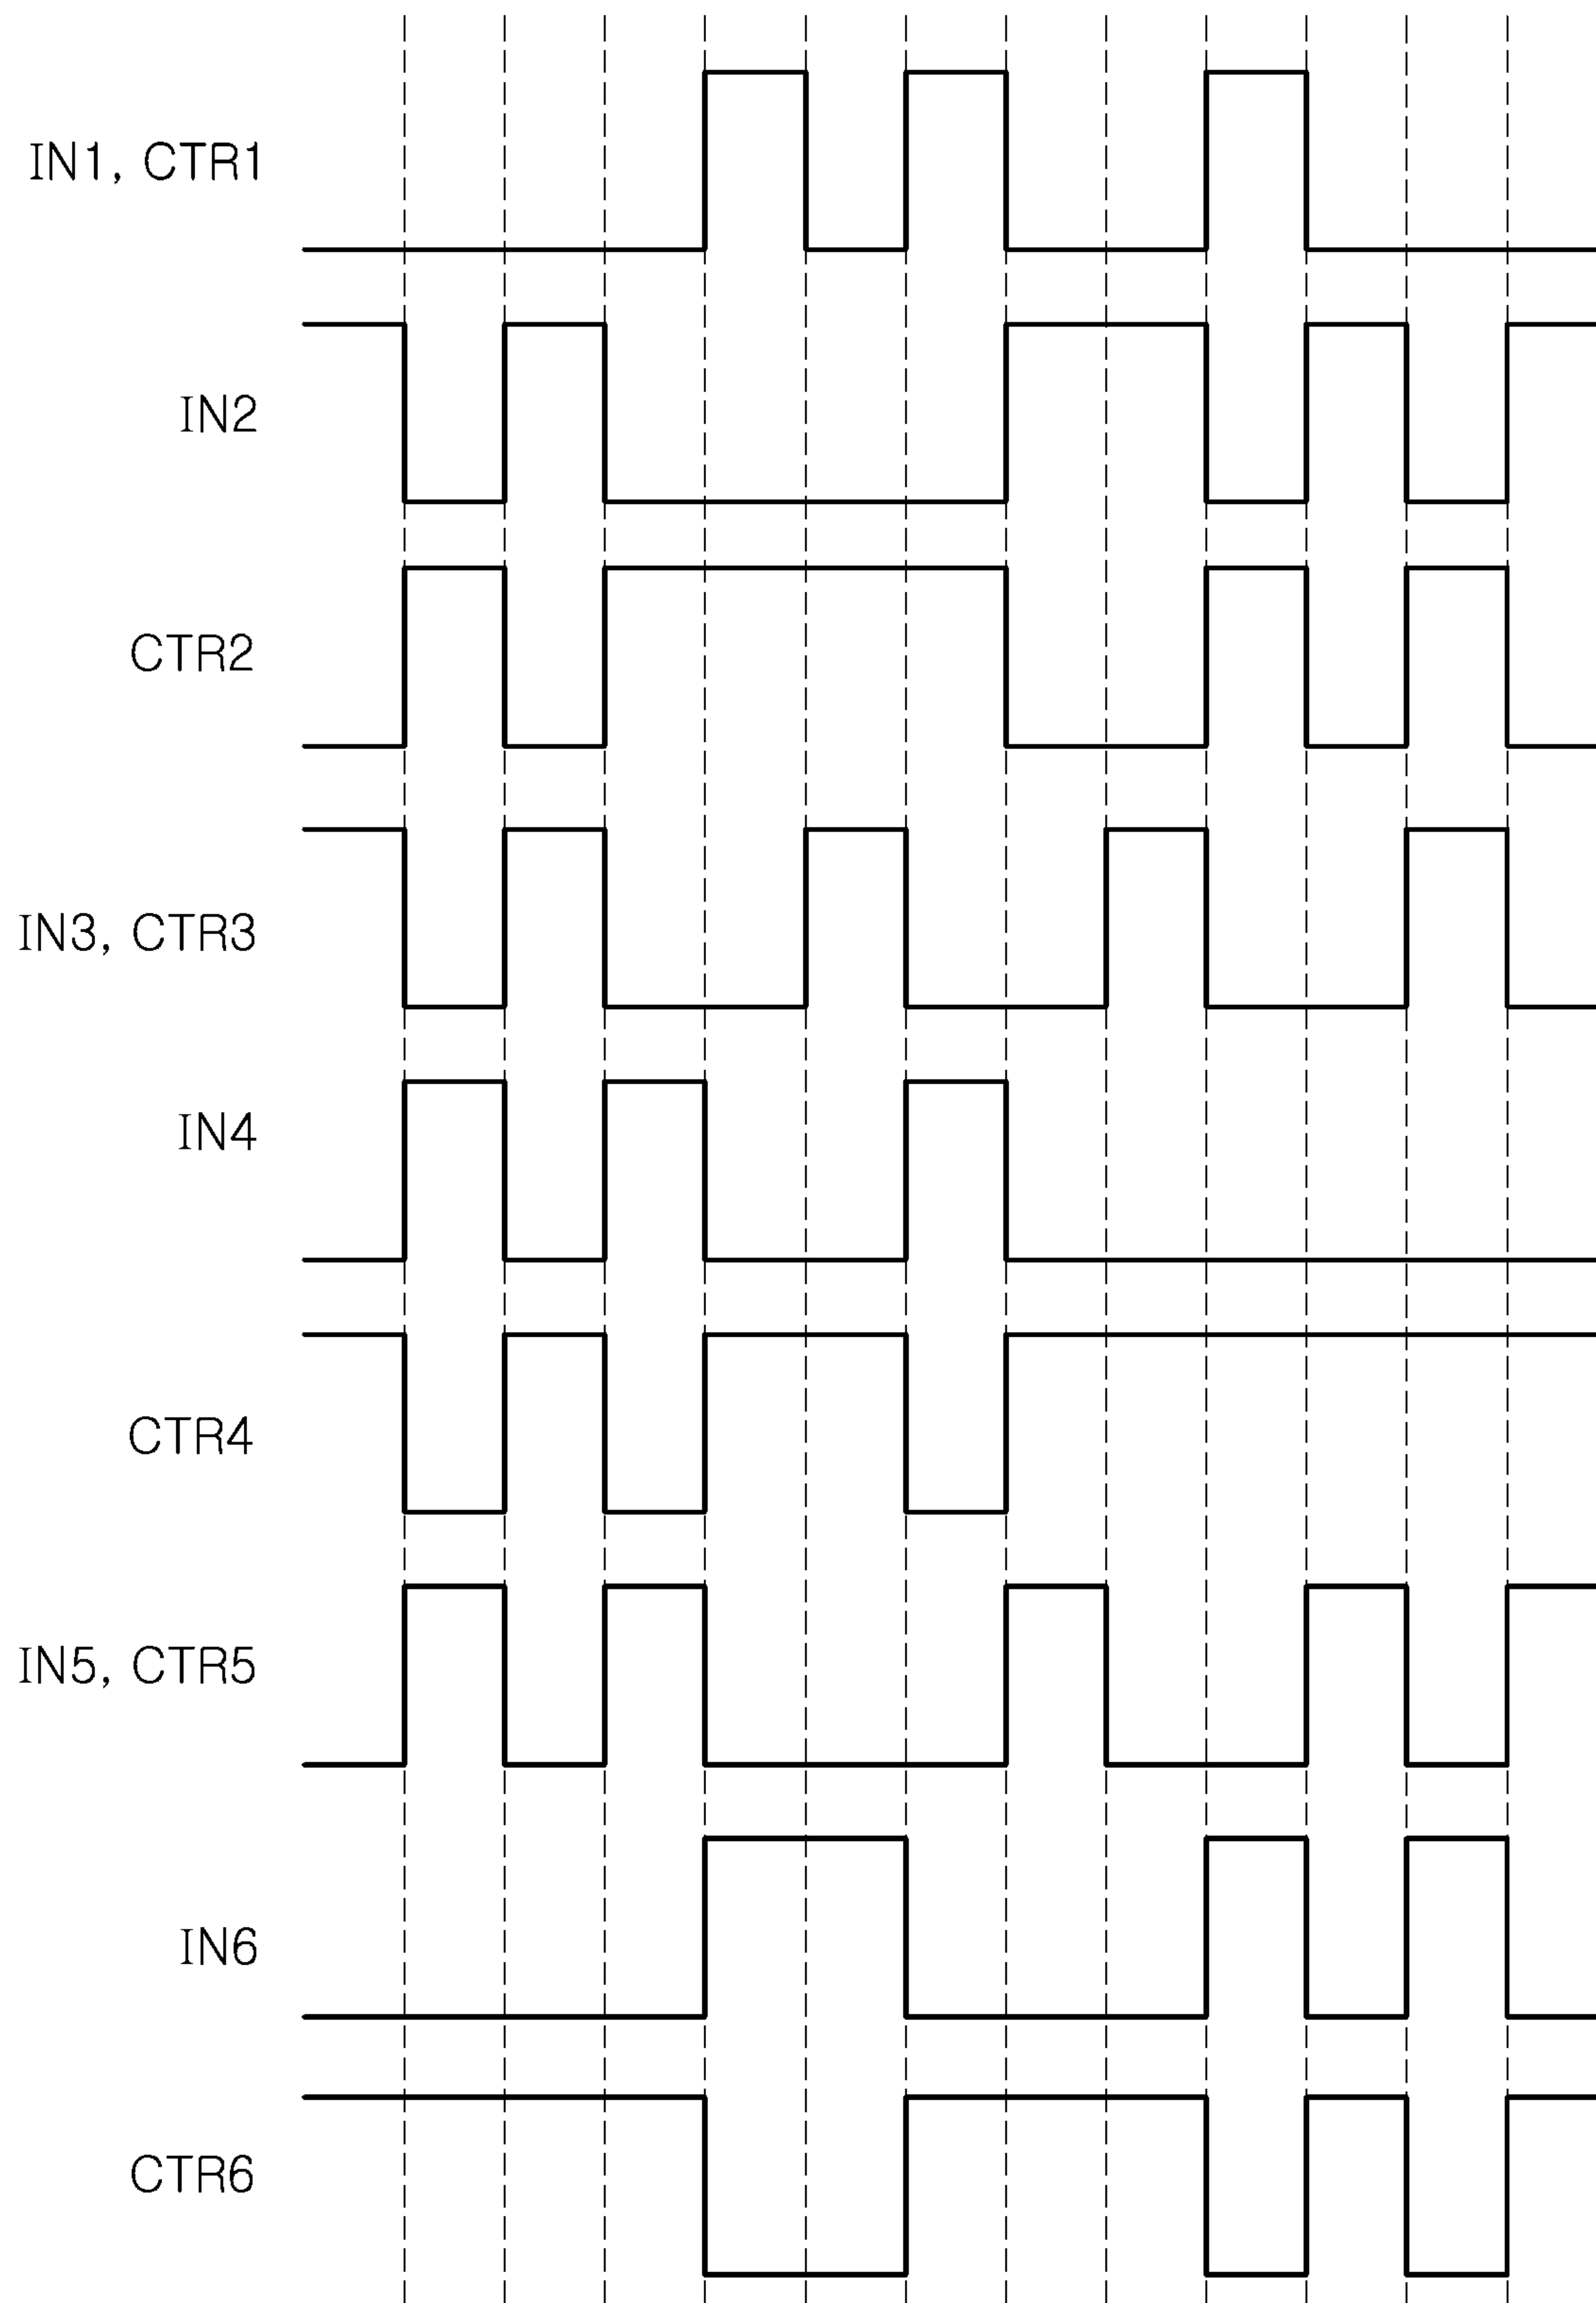 IN1, CTR1
IN2
CTR2
IN3, CTR3
IN4
CTR4
IN5, CTR5
IN6
CTR6